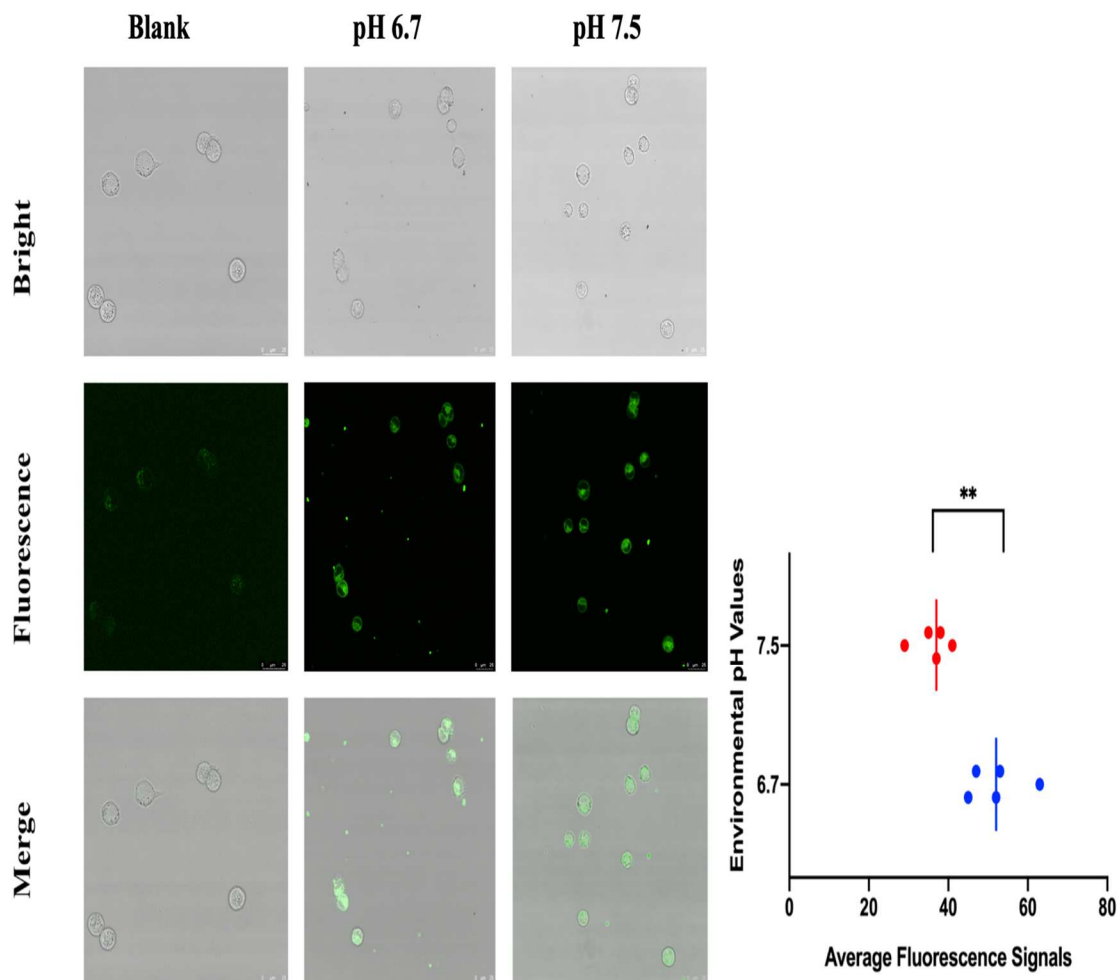 Blank
pH 6.7
pH 7.5
Bright
Fluorescence
Merge
**
Environmental pH Values
7.5
6.7
0
20
40
60
80
Average Fluorescence Signals